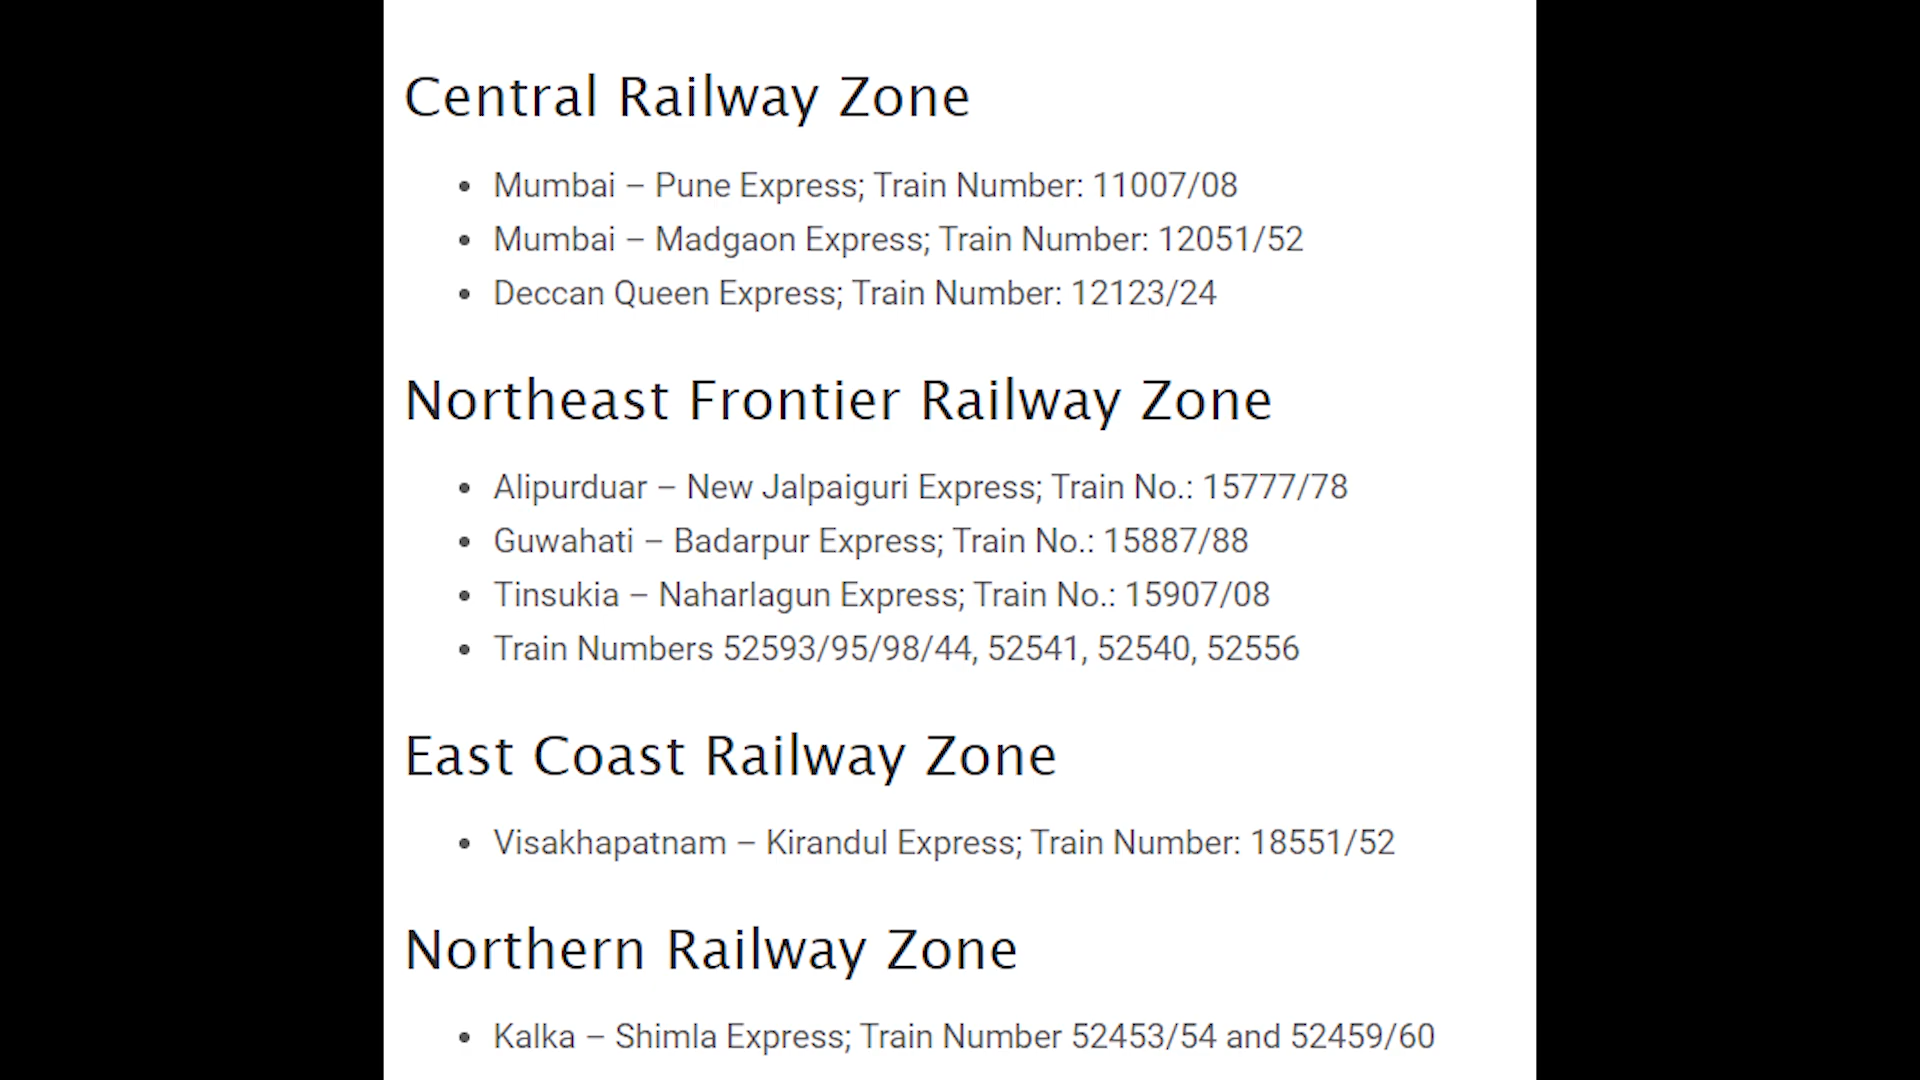 Central Railway Zone
• Mumbai – Pune Express; Train Number: 11007/08
• Mumbai – Madgaon Express; Train Number: 12051/52
• Deccan Queen Express; Train Number: 12123/24
Northeast Frontier Railway Zone
• Alipurduar – New Jalpaiguri Express; Train No.: 15777/78
• Guwahati – Badarpur Express; Train No.: 15887/88
• Tinsukia – Naharlagun Express; Train No.: 15907/08
• Train Numbers 52593/95/98/44, 52541, 52540, 52556
East Coast Railway Zone
• Visakhapatnam – Kirandul Express; Train Number: 18551/52
Northern Railway Zone
• Kalka – Shimla Express; Train Number 52453/54 and 52459/60